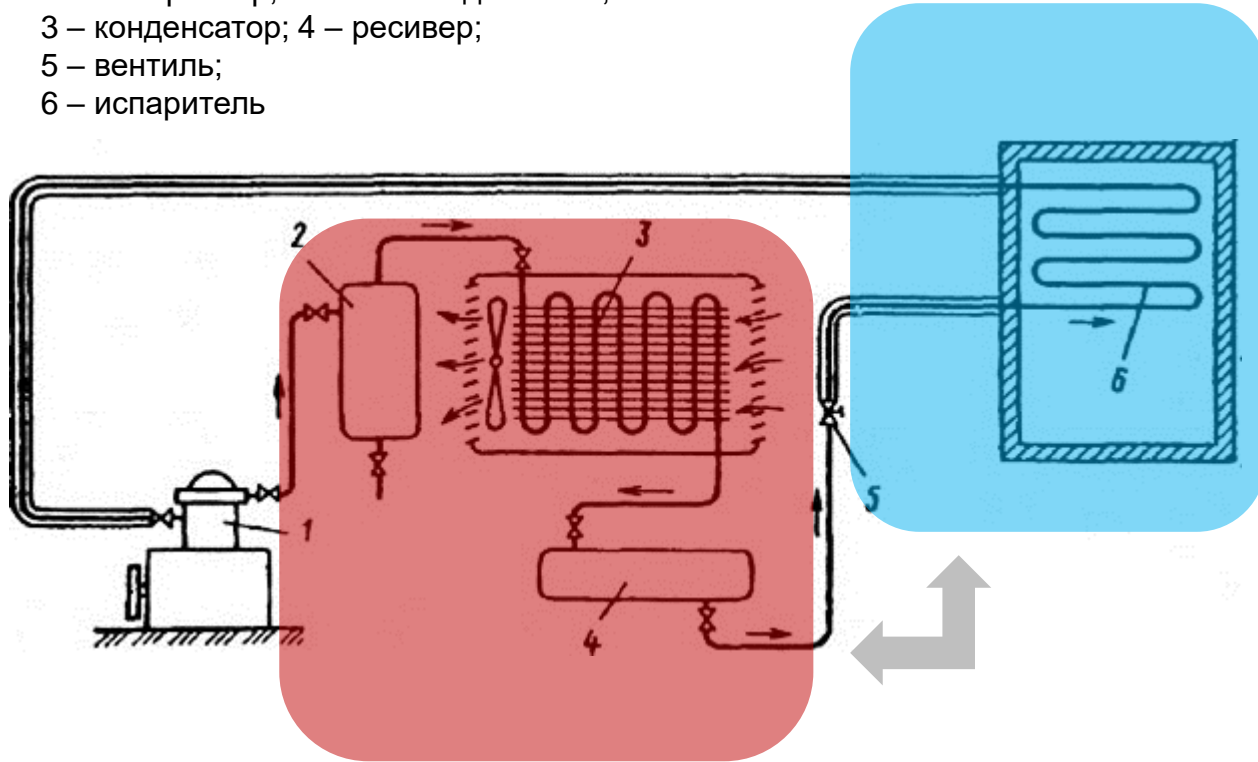 3 – конденсатор; 4 – ресивер;
5 – вентиль;
6 – испаритель
2
3
6
5
1
4